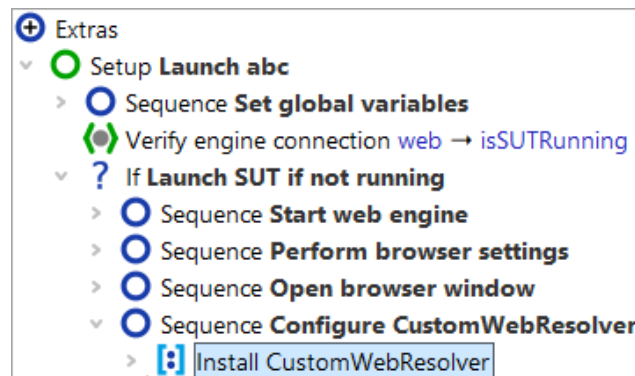 Extras
Setup Launch abc
Sequence Set global variables
Verify engine connection web → isSUTRunning
? If Launch SUT if not running
Sequence Start web engine
Sequence Perform browser settings
Sequence Open browser window
Sequence Configure CustomWebResolver
Install CustomWebResolver